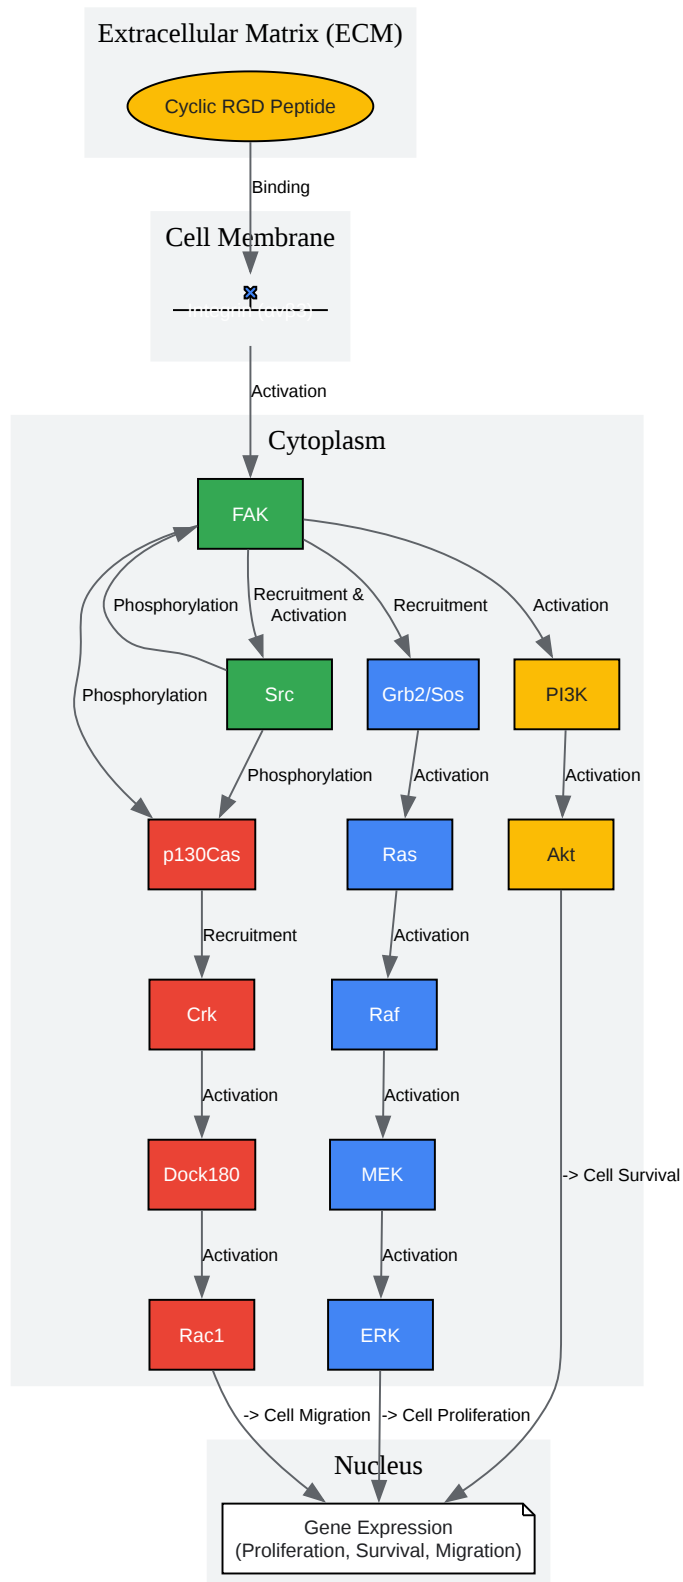 Extracellular Matrix (ECM)
Cyclic RGD Peptide
Binding
Cell Membrane
Integrin (αvβ3)
Activation
Cytoplasm
FAK
Phosphorylation
Recruitment &
Activation
Recruitment
Activation
Phosphorylation
Src
Grb2/Sos
PI3K
Phosphorylation
Activation
Activation
p130Cas
Ras
Akt
Recruitment
Activation
Crk
Raf
Activation
Activation
Dock180
MEK
-> Cell Survival
Activation
Activation
Rac1
ERK
-> Cell Migration
-> Cell Proliferation
Nucleus
Gene Expression
(Proliferation, Survival, Migration)